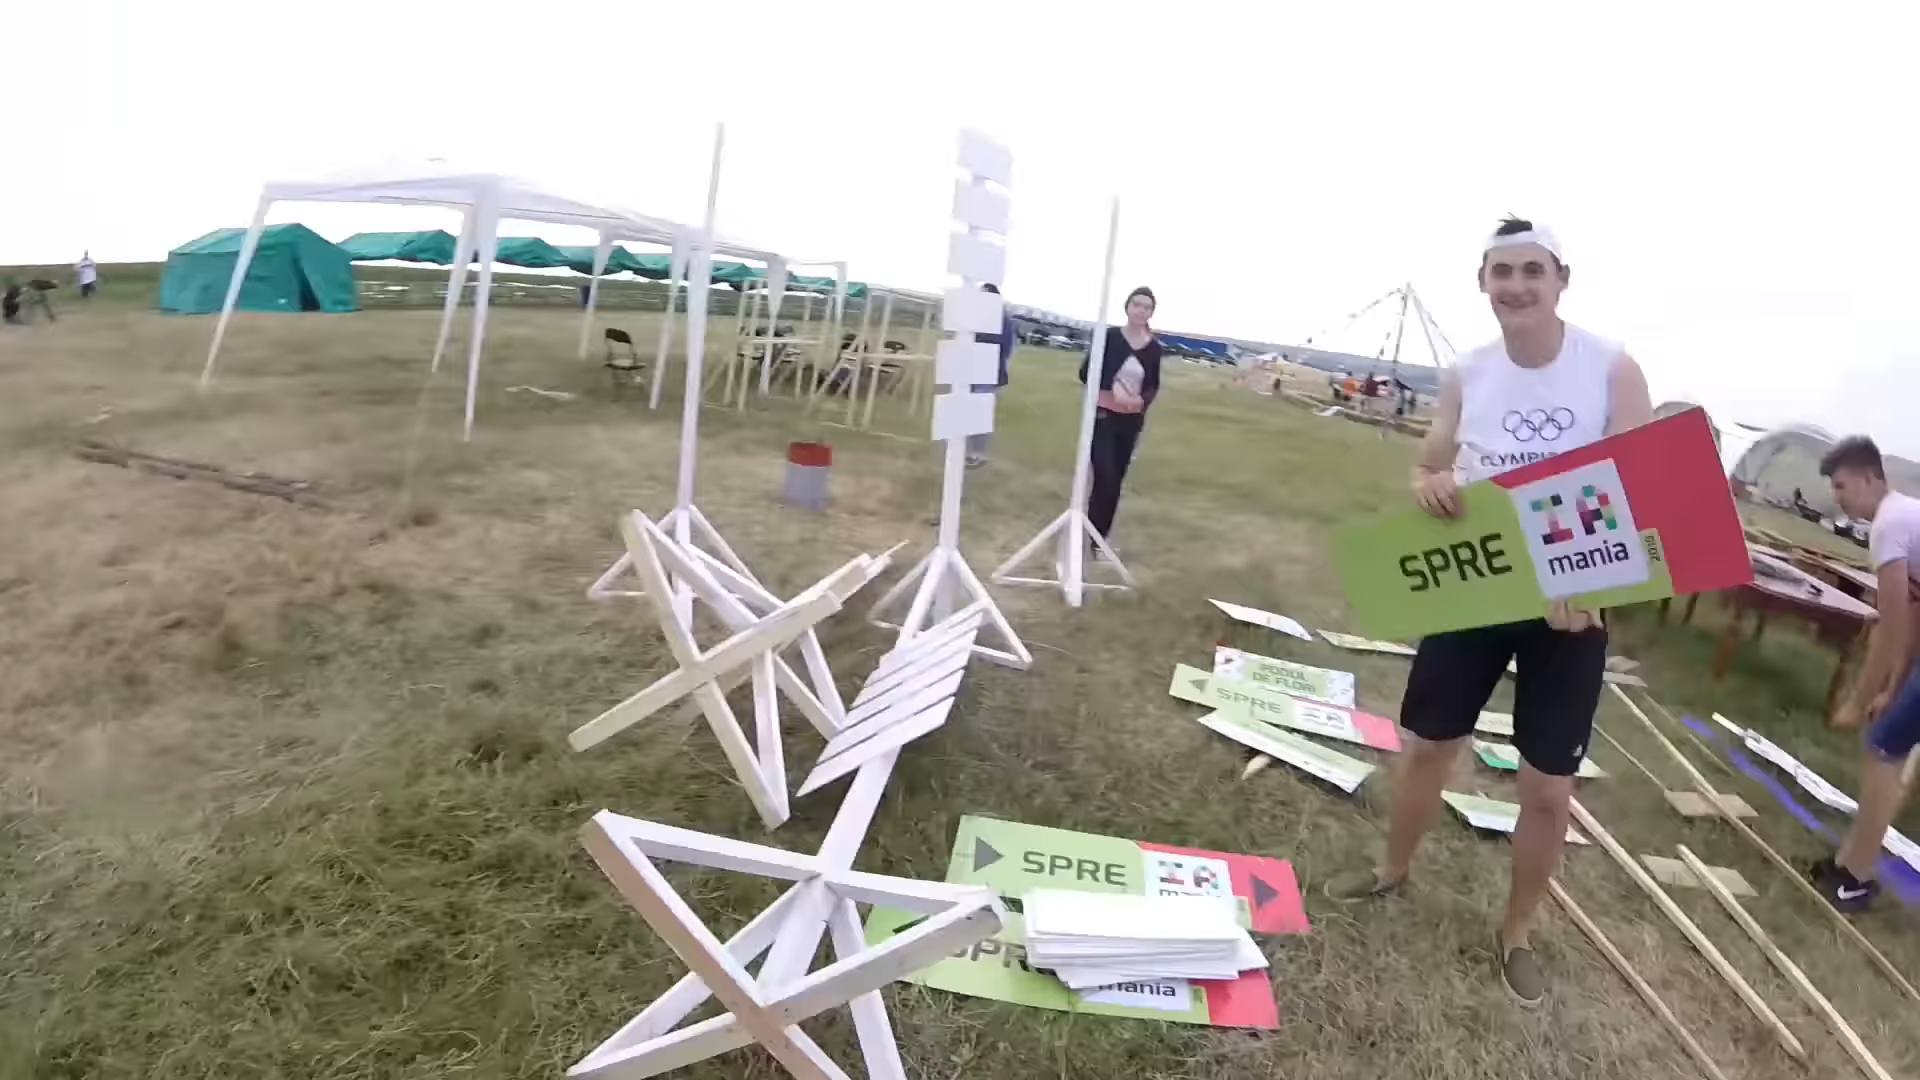 OLYMPI
SPRE
IA
mania
2019
PODUL
DE FLORI
SPRE
IA
SPRE
IA
SPRE
mania